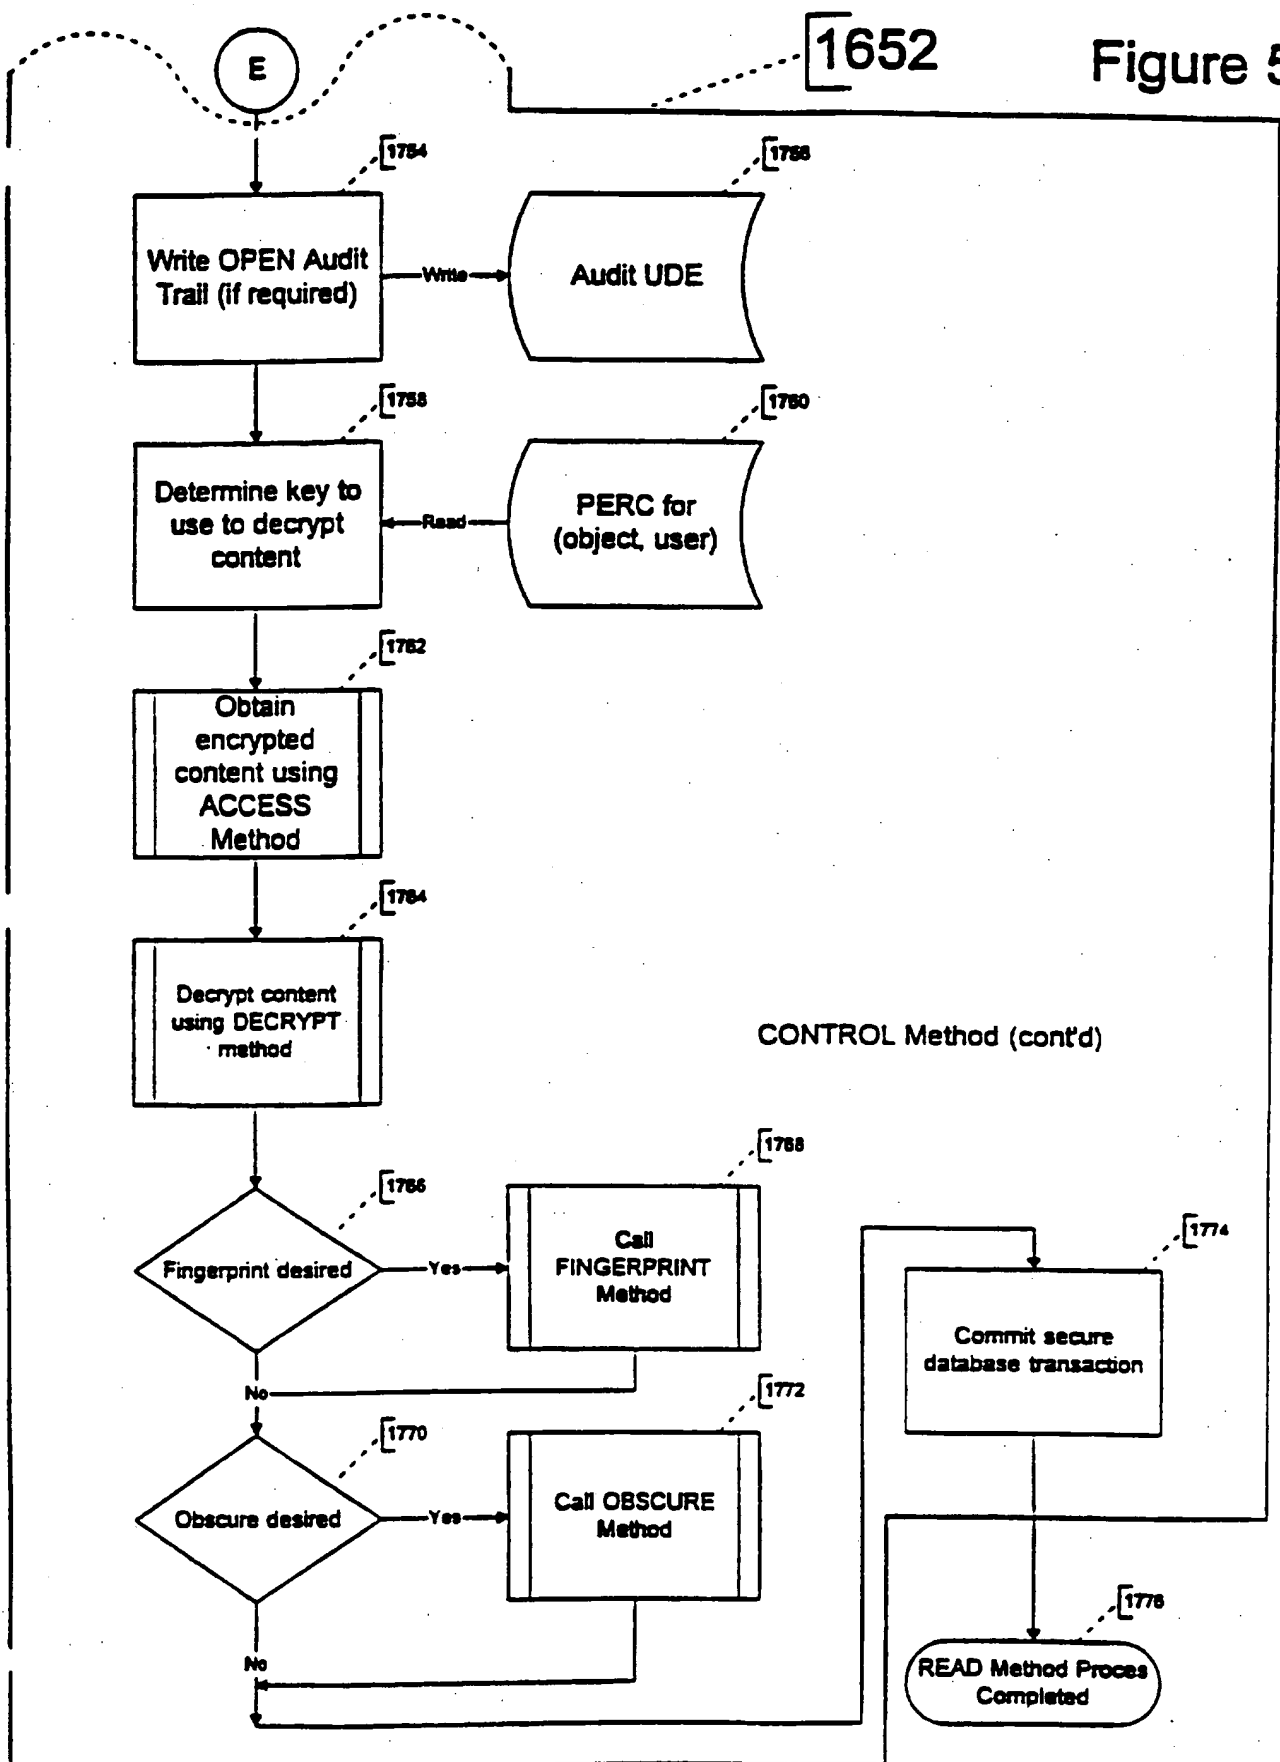 E
1652
Figure 5
1754
Write OPEN Audit
Trail (if required)
Write
1756
Audit UDE
1758
Determine key to
use to decrypt
content
Read
1760
PERC for
(object, user)
1762
Obtain
encrypted
content using
ACCESS
Method
1764
Decrypt content
using DECRYPT
method
CONTROL Method (cont'd)
1766
Fingerprint desired
Yes
1768
Call
FINGERPRINT
Method
No
1770
Obscure desired
Yes
1772
Call OBSCURE
Method
No
1774
Commit secure
database transaction
1776
READ Method Proces
Completed